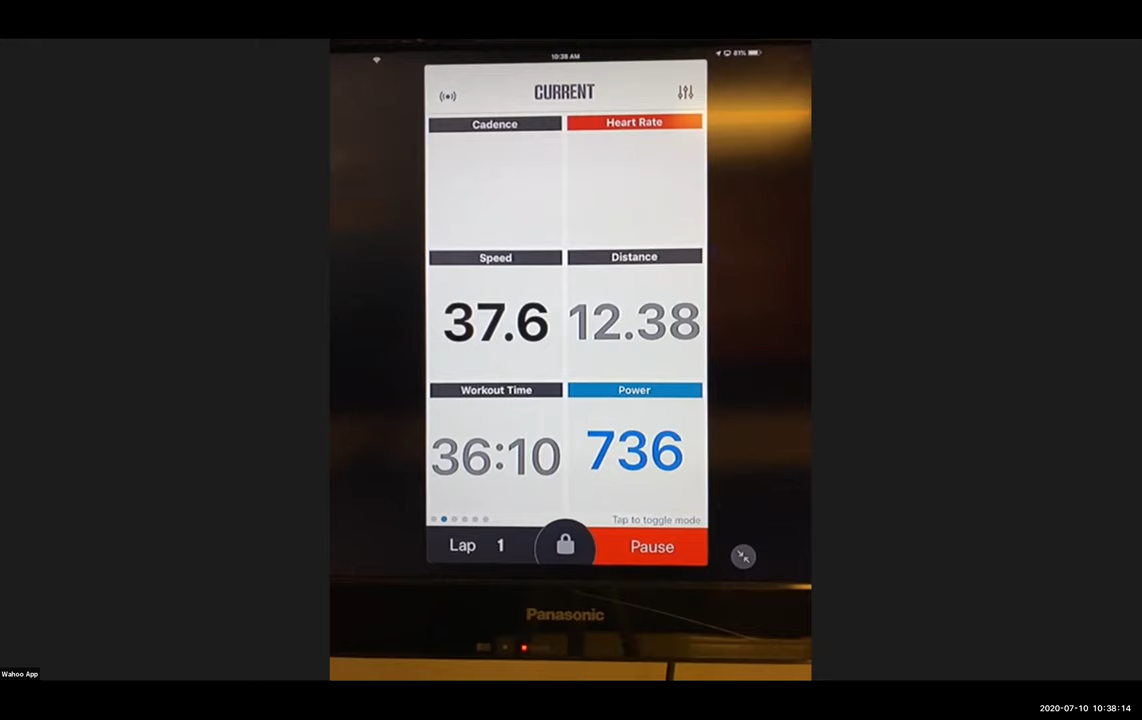 10:38 AM
81%
CURRENT
Cadence
Heart Rate
Speed
Distance
37.6
12.38
Workout Time
Power
36:10
736
Tap to toggle mode
Lap 1
Pause
Panasonic
Wahoo App
2020-07-10 10:38:14